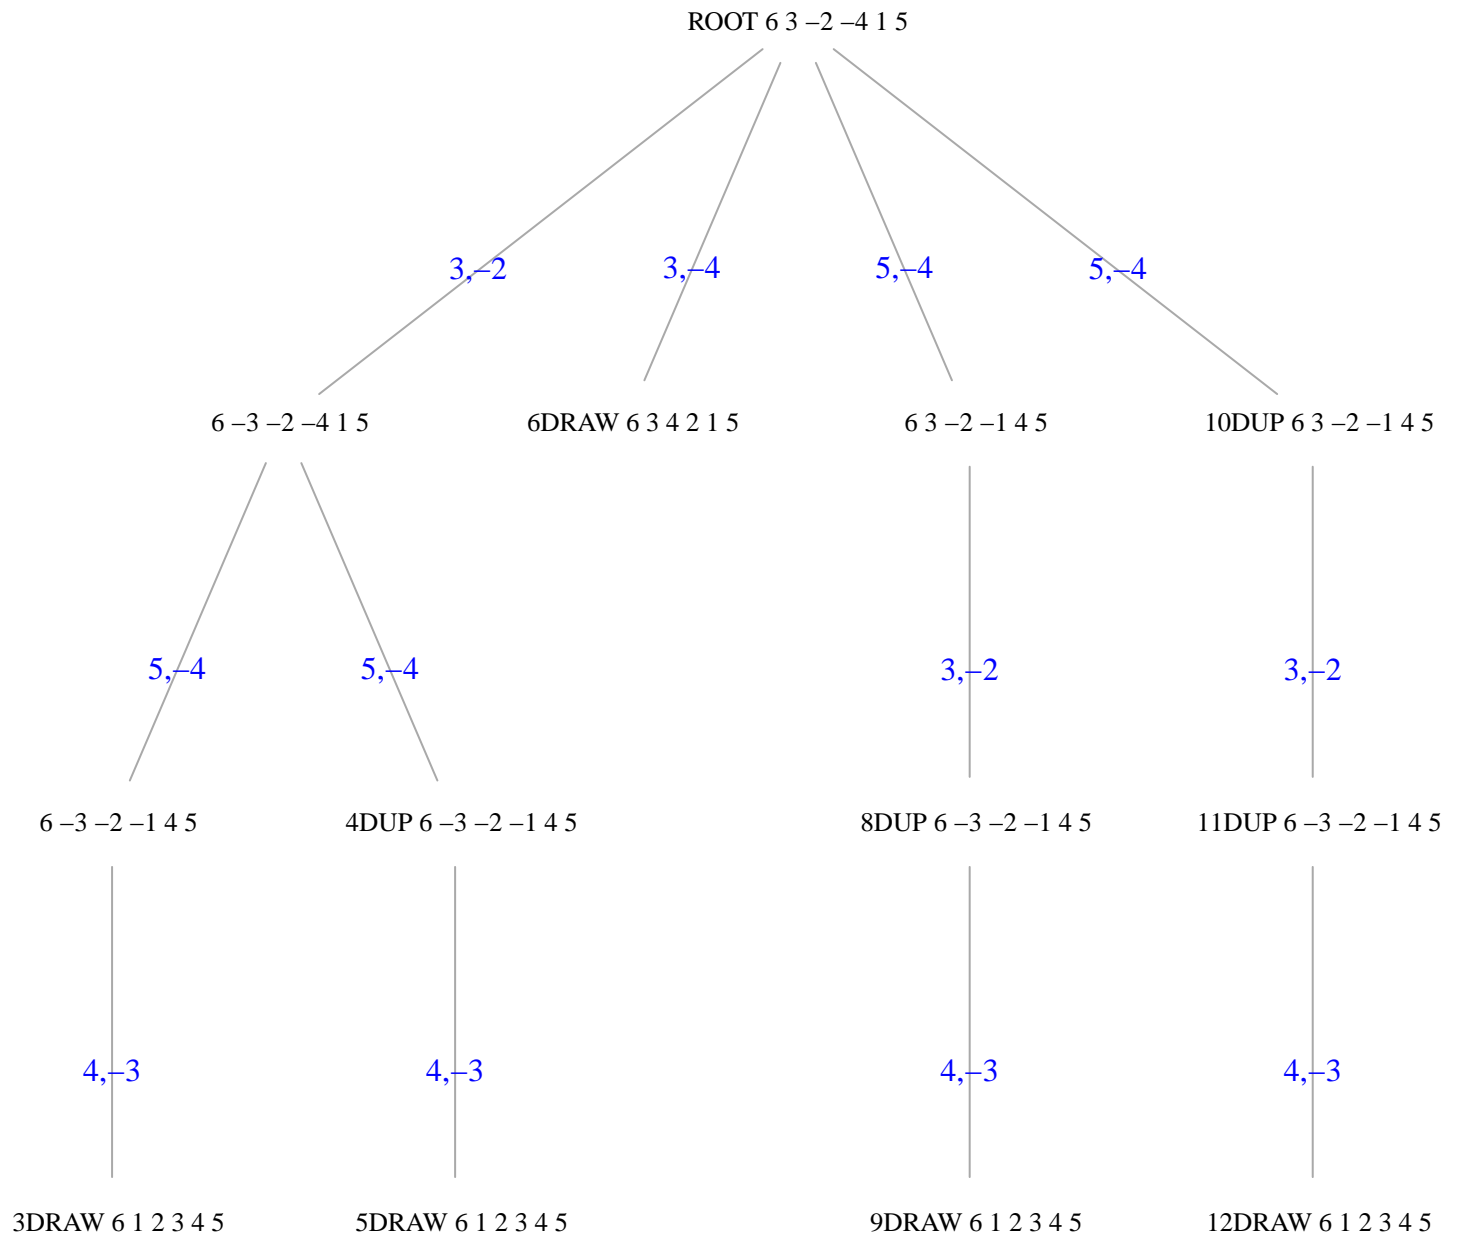 ROOT 6 3 –2 –4 1 5
3,–2
3,–4
5,–4
5,–4
6 –3 –2 –4 1 5
6DRAW 6 3 4 2 1 5
6 3 –2 –1 4 5
10DUP 6 3 –2 –1 4 5
5,–4
5,–4
3,–2
3,–2
6 –3 –2 –1 4 5
4DUP 6 –3 –2 –1 4 5
8DUP 6 –3 –2 –1 4 5
11DUP 6 –3 –2 –1 4 5
4,–3
4,–3
4,–3
4,–3
3DRAW 6 1 2 3 4 5
5DRAW 6 1 2 3 4 5
9DRAW 6 1 2 3 4 5
12DRAW 6 1 2 3 4 5